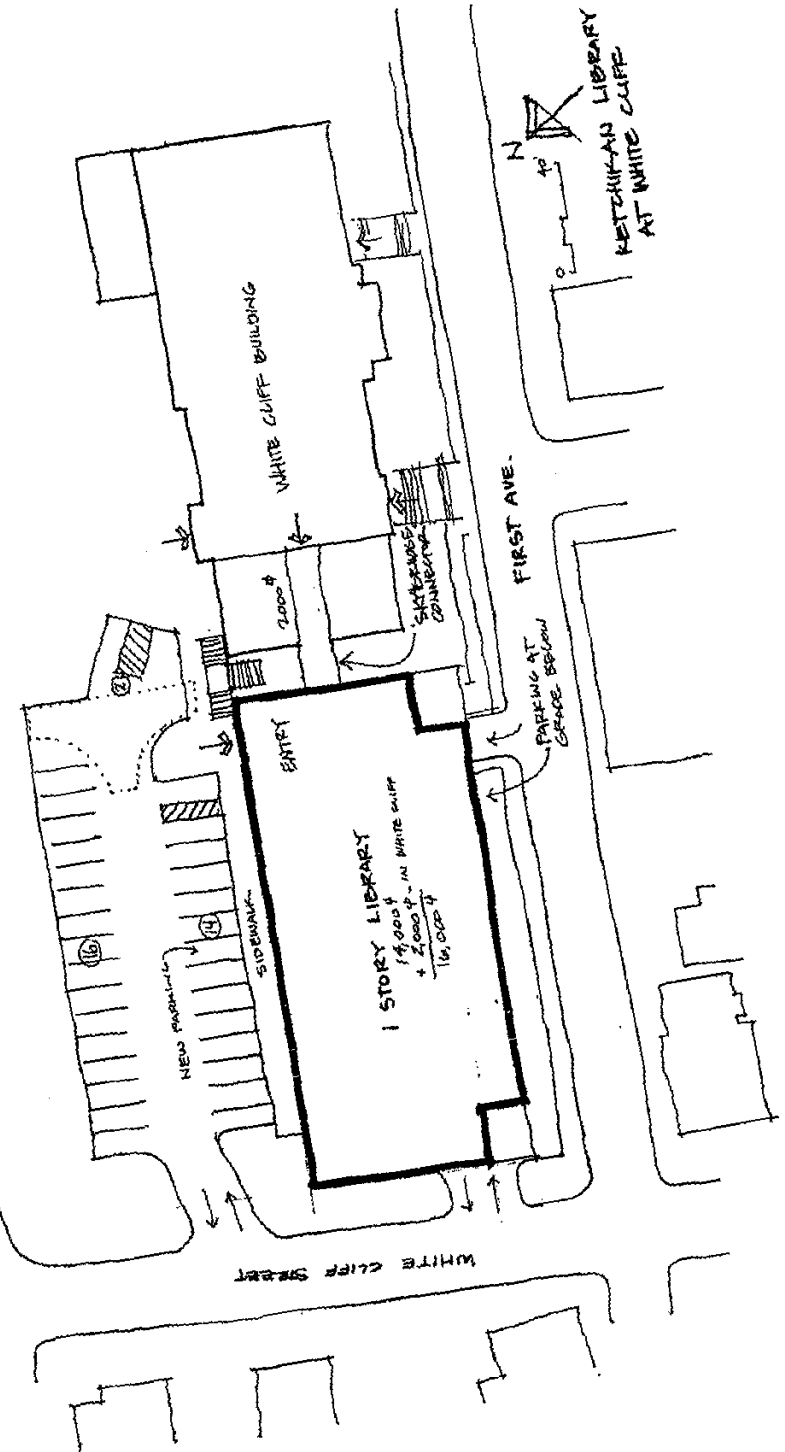 KETCHIKAN LIBRARY
AT WHITE CLIFF
N
0
40'
WHITE CLIFF BUILDING
2000 ⌀
SKYBRIDGE
CONNECTOR
FIRST AVE.
PARKING AT
GRADE BELOW
ENTRY
1 STORY LIBRARY
14,000 ⌀
+ 2,000 ⌀ - IN WHITE CLIFF
16,000 ⌀
SIDEWALK
NEW PARKING
2
16
14
WHITE CLIFF STREET